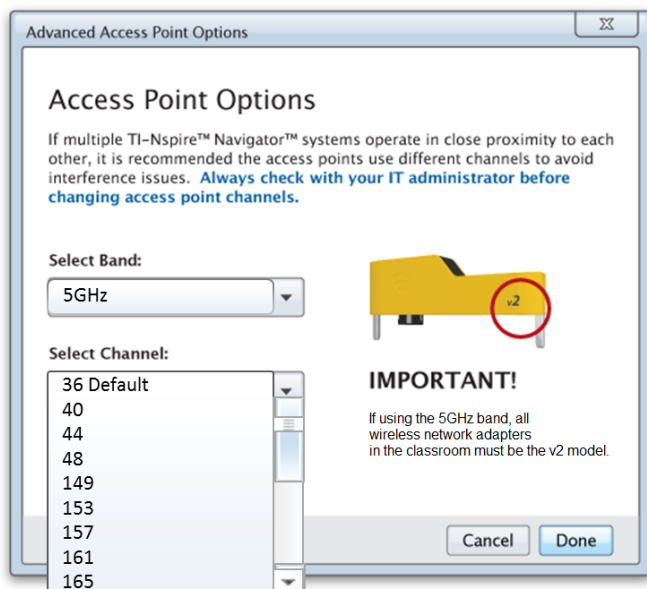 Advanced Access Point Options
Access Point Options
If multiple TI-Nspire™ Navigator™ systems operate in close proximity to each
other, it is recommended the access points use different channels to avoid
interference issues. Always check with your IT administrator before
changing access point channels.
Select Band:
5GHz
v2
Select Channel:
36 Default
40
44
48
149
153
157
161
165
IMPORTANT!
If using the 5GHz band, all
wireless network adapters
in the classroom must be the v2 model.
Cancel
Done